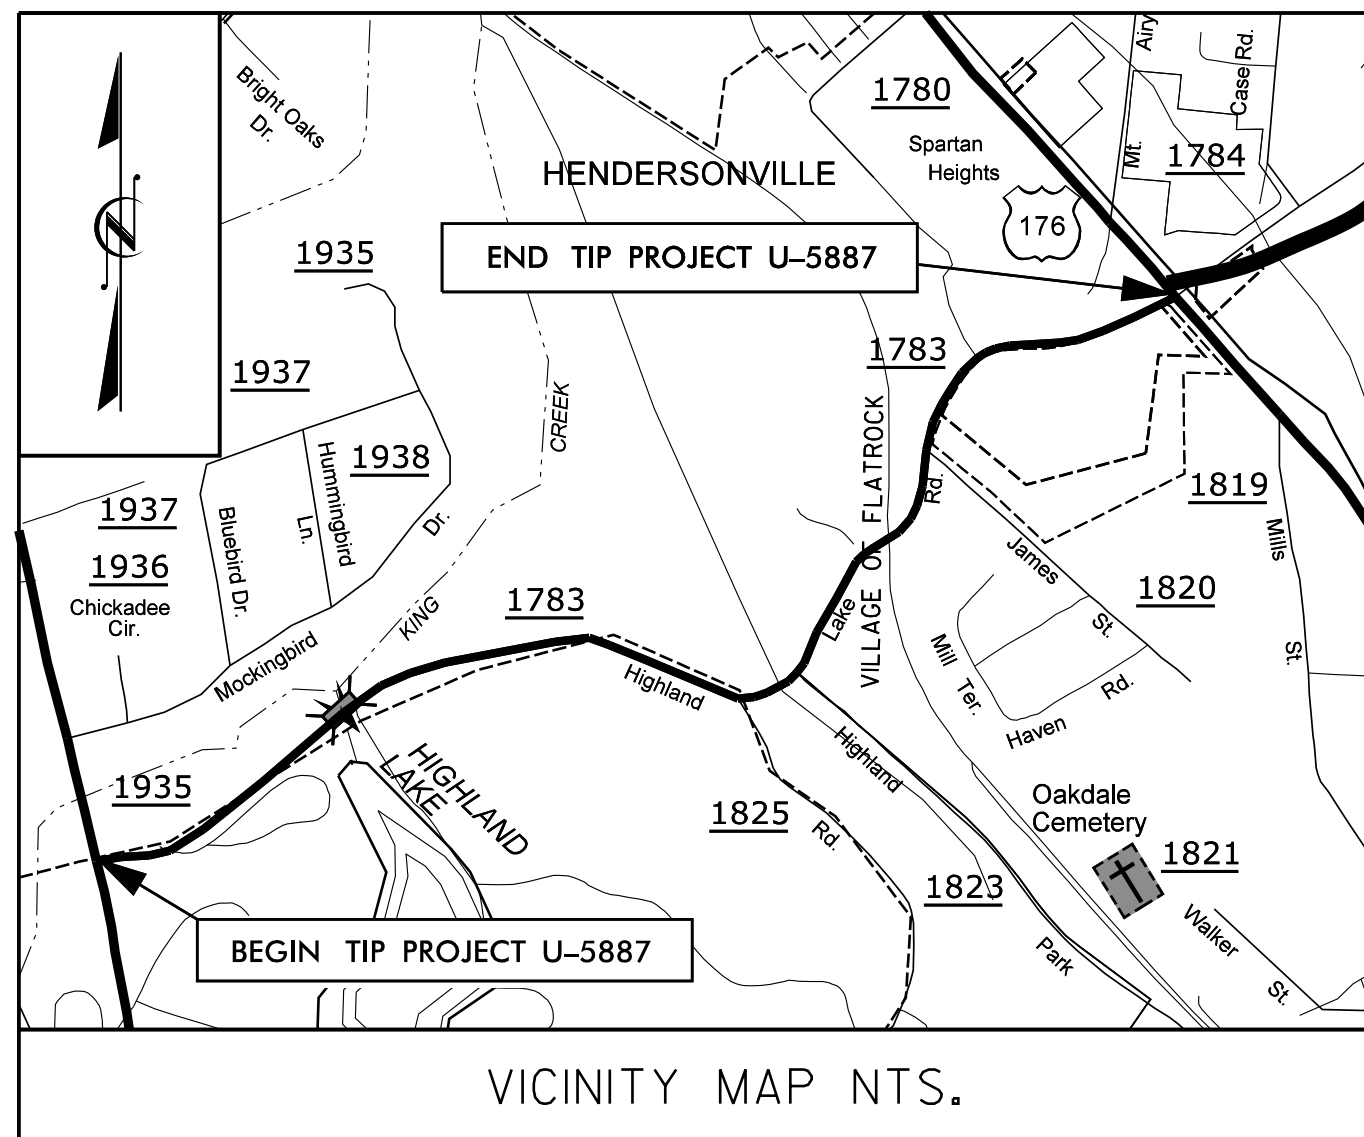 Bright Oaks
Dr.
1780
Airy
Mt.
Case Rd.
Spartan
Heights
1784
HENDERSONVILLE
176
N
1935
END TIP PROJECT U–5887
1783
1937
CREEK
VILLAGE OF FLATROCK
1938
Hummingbird
Ln.
1937
Bluebird Dr.
Dr.
Rd.
1819
Mills
St.
1936
Chickadee
Cir.
KING
1783
James
St.
1820
Mockingbird
Lake
Mill
Ter.
Highland
Rd.
Haven
Highland
HIGHLAND
LAKE
1935
1825
Rd.
Oakdale
Cemetery
1821
1823
Walker
St.
Park
BEGIN TIP PROJECT U–5887
VICINITY MAP NTS.